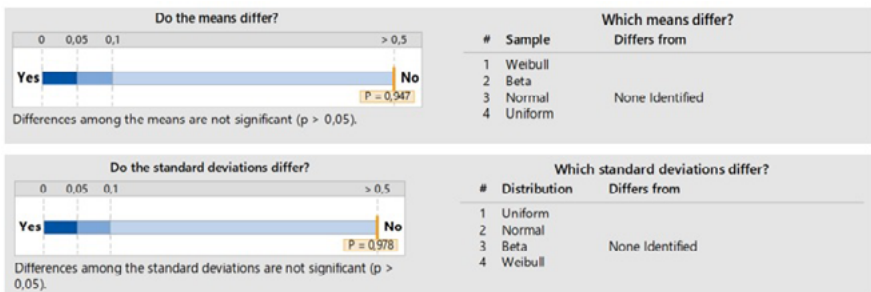 Do the means differ?
0 0,05 0,1 > 0,5
Yes No
P = 0,947
Differences among the means are not significant (p > 0,05).
Which means differ?
# Sample Differs from
1 Weibull
2 Beta
3 Normal None Identified
4 Uniform
Do the standard deviations differ?
0 0,05 0,1 > 0,5
Yes No
P = 0,978
Differences among the standard deviations are not significant (p >
0,05).
Which standard deviations differ?
# Distribution Differs from
1 Uniform
2 Normal
3 Beta None Identified
4 Weibull